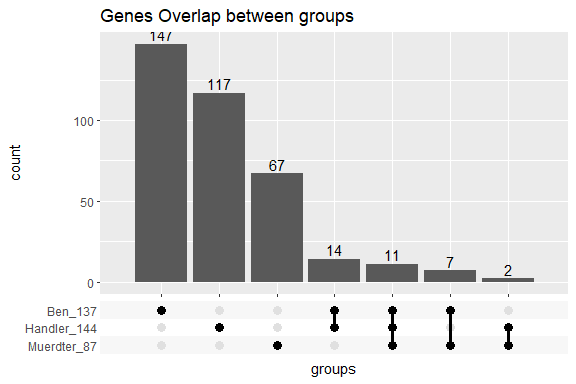 Genes Overlap between groups
147
117
67
14
11
7
2
100
50
0
count
Ben_137
Handler_144
Muerdter_87
groups